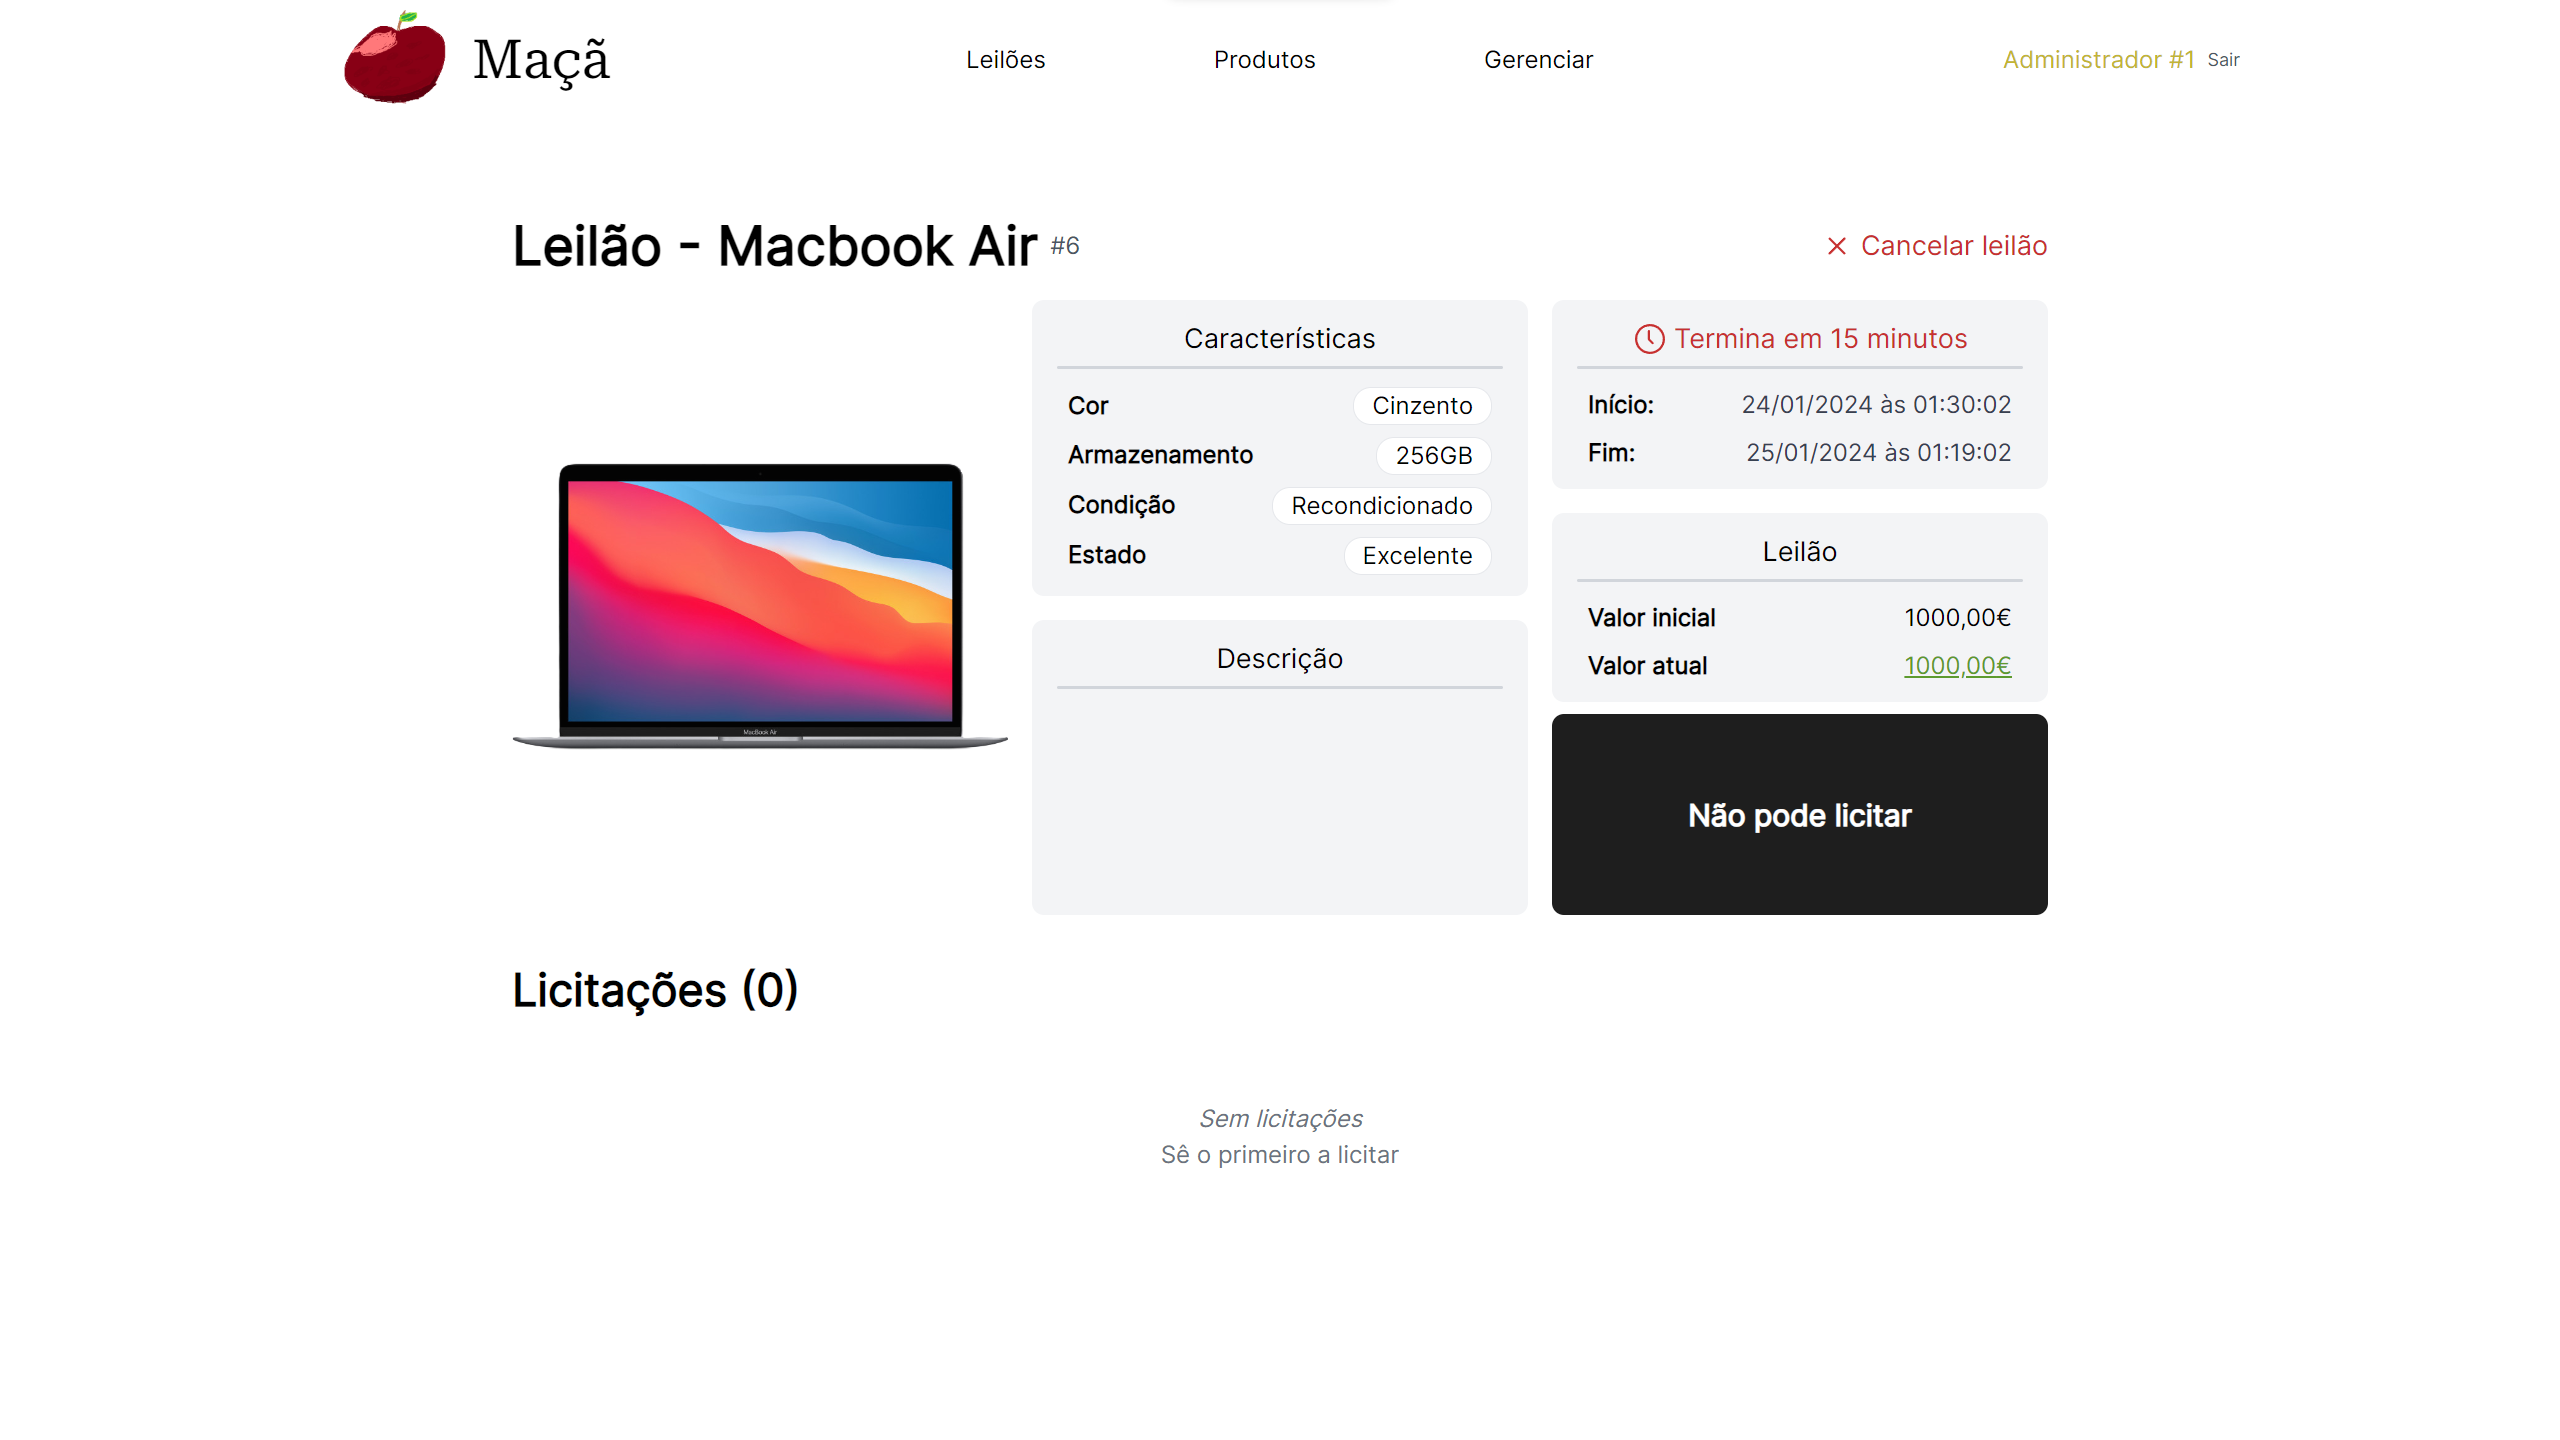 Maçã
Leilões
Produtos
Gerenciar
Administrador #1 Sair
Leilão - Macbook Air #6
Cancelar leilão
MacBook Air
Características
Cor Cinzento
Armazenamento 256GB
Condição Recondicionado
Estado Excelente
Descrição
Termina em 15 minutos
Início: 24/01/2024 às 01:30:02
Fim: 25/01/2024 às 01:19:02
Leilão
Valor inicial 1000,00€
Valor atual 1000,00€
Não pode licitar
Licitações (0)
Sem licitações
Sê o primeiro a licitar